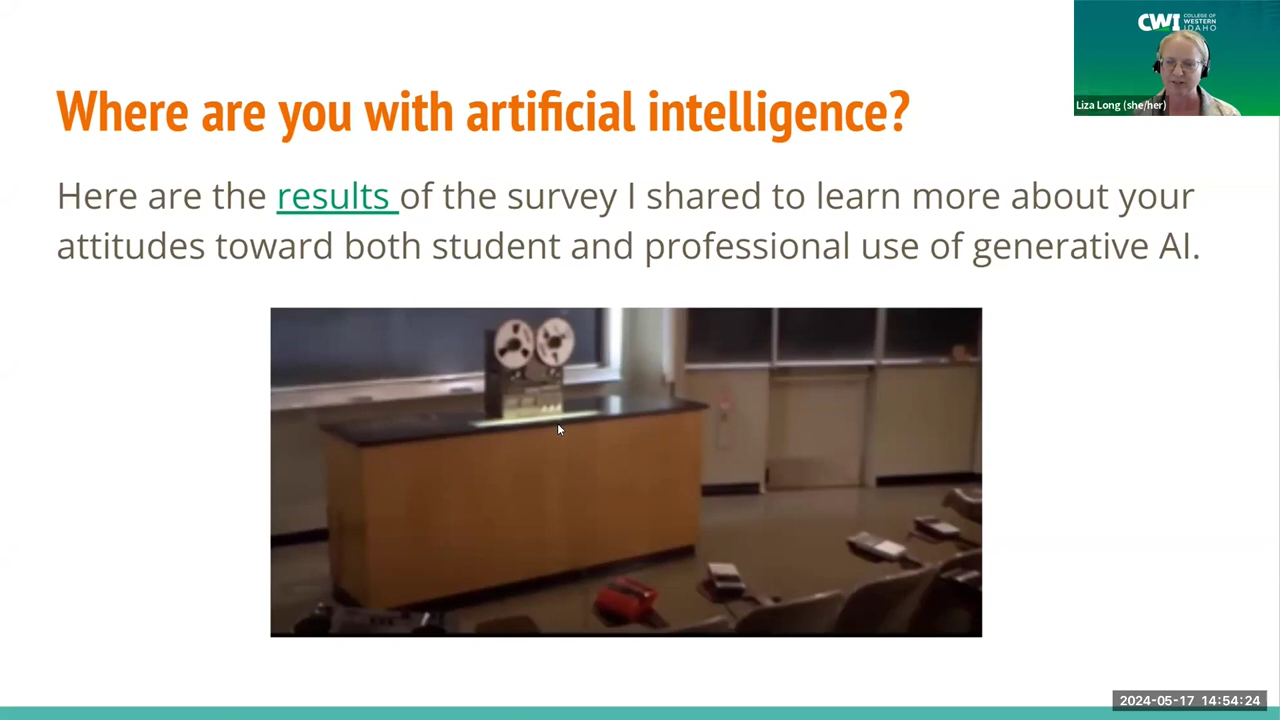 CWI COLLEGE OF
WESTERN
IDAHO
Liza Long (she/her)
Where are you with artificial intelligence?
Here are the results of the survey I shared to learn more about your
attitudes toward both student and professional use of generative AI.
2024-05-17 14:54:24